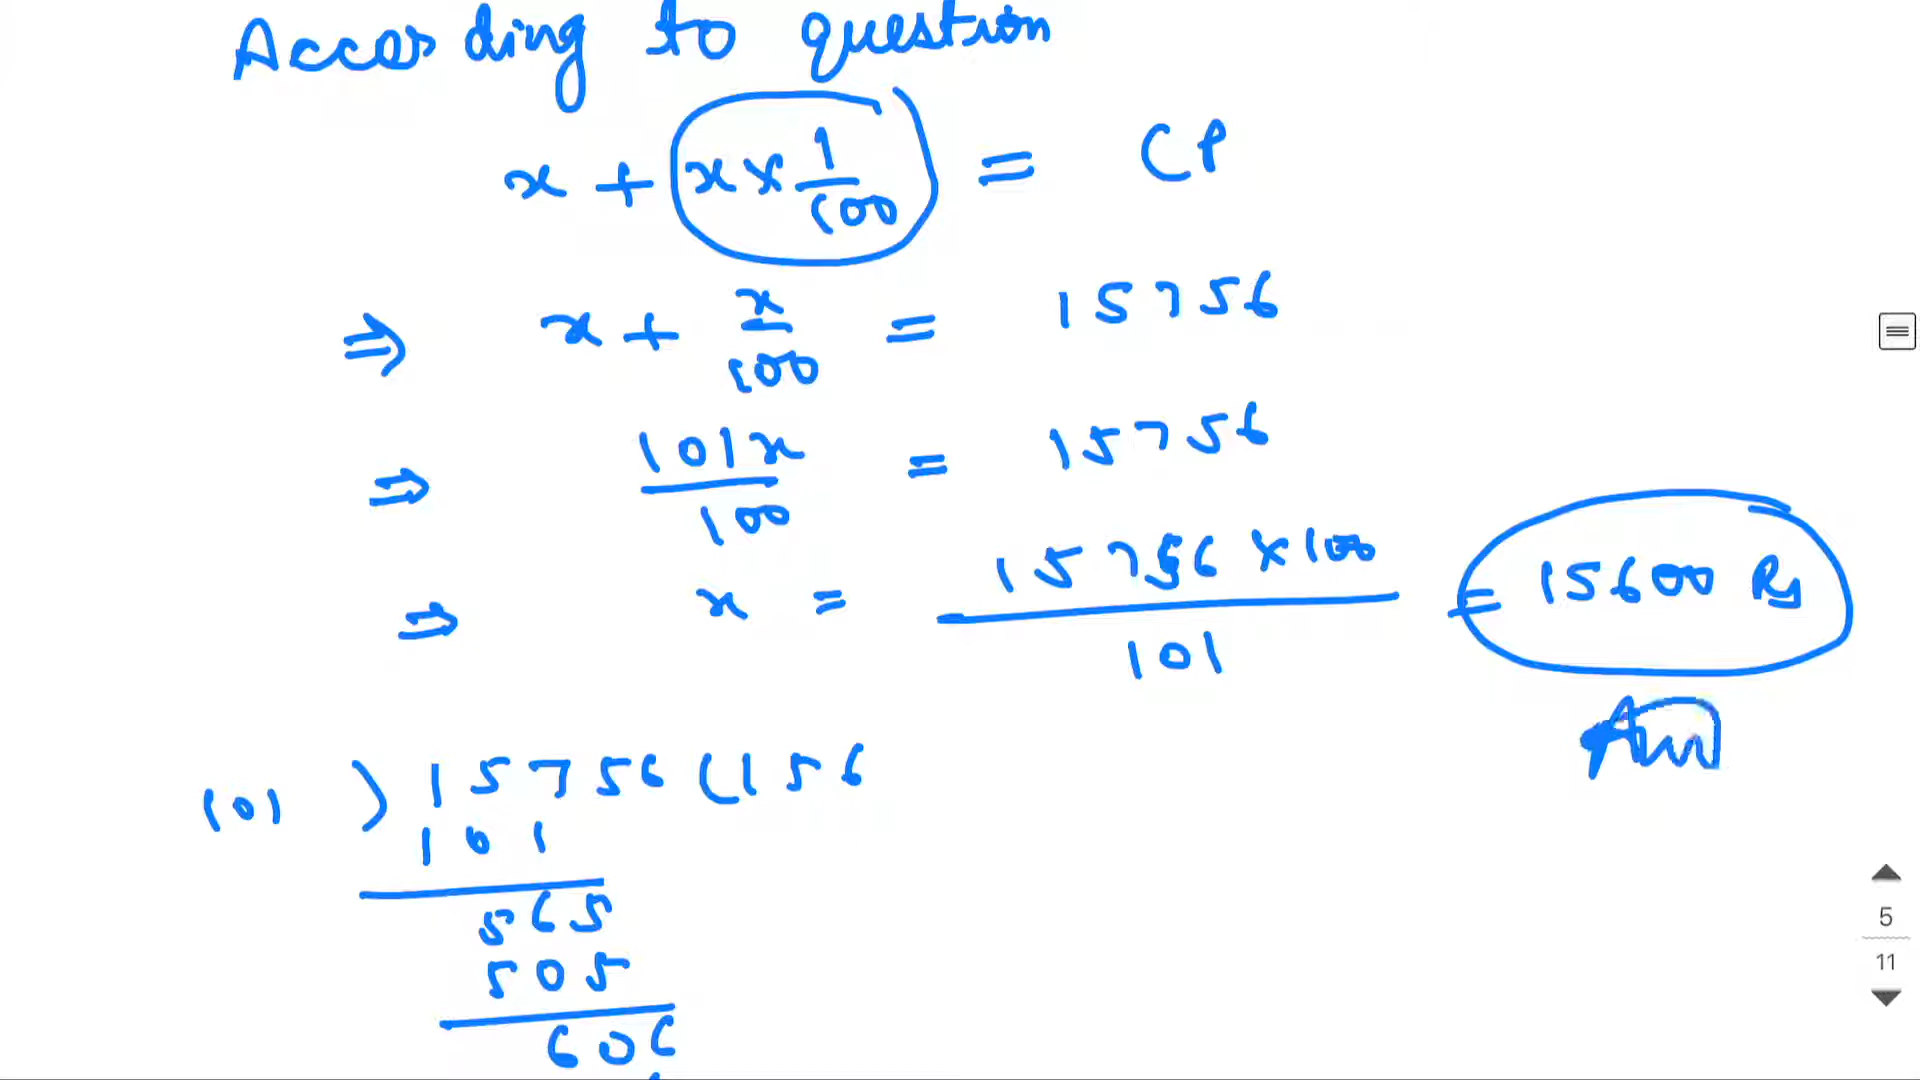 According to question
x + x × 1/100 = CP
⇒ x + x/100 = 15756
⇒ 101x/100 = 15756
⇒ x = 15756 × 100 / 101 = 15600 Rs
Ans
101 ) 15756 ( 156
101
565
505
606
5
11